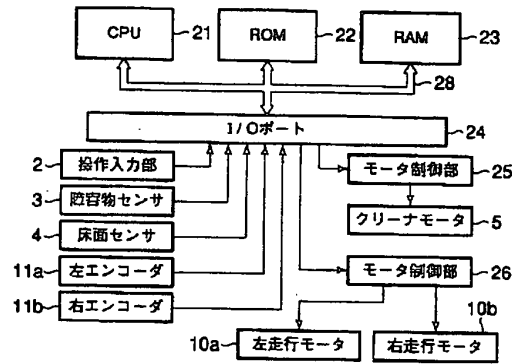 CPU
21
ROM
22
RAM
23
28
I/Oポート
24
2
操作入力部
モータ制御部
25
3
障害物センサ
4
床面センサ
クリーナモータ
5
11a
左エンコーダ
モータ制御部
26
11b
右エンコーダ
10b
10a
左走行モータ
右走行モータ